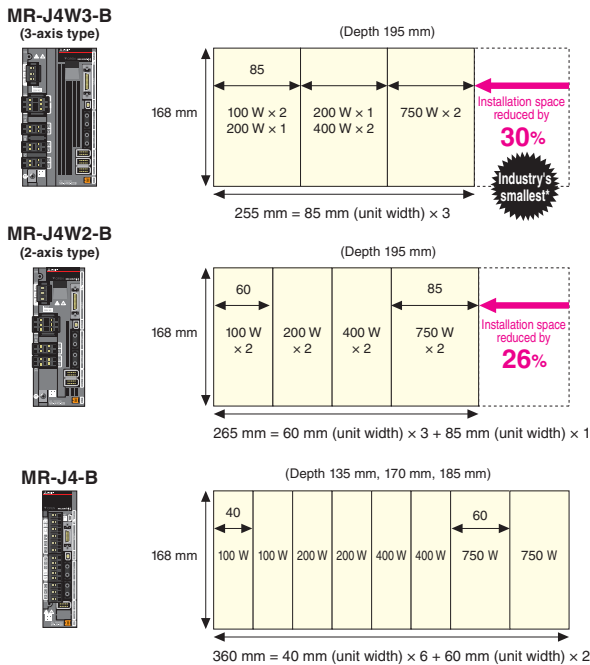 MR-J4W3-B
(3-axis type)
(Depth 195 mm)
85
168 mm
100 W × 2
200 W × 1
200 W × 1
400 W × 2
750 W × 2
Installation space
reduced by
30%
Industry's
smallest*
255 mm = 85 mm (unit width) × 3
MR-J4W2-B
(2-axis type)
(Depth 195 mm)
60
85
168 mm
100 W
× 2
200 W
× 2
400 W
× 2
750 W
× 2
Installation space
reduced by
26%
265 mm = 60 mm (unit width) × 3 + 85 mm (unit width) × 1
MR-J4-B
(Depth 135 mm, 170 mm, 185 mm)
40
60
168 mm
100 W
100 W
200 W
200 W
400 W
400 W
750 W
750 W
360 mm = 40 mm (unit width) × 6 + 60 mm (unit width) × 2